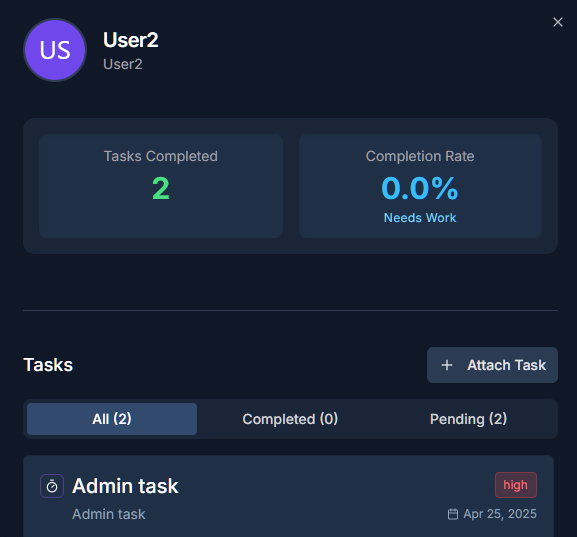 US
User2
User2
Tasks Completed
2
Completion Rate
0.0%
Needs Work
Tasks
Attach Task
All (2)
Completed (0)
Pending (2)
Admin task
high
Admin task
Apr 25, 2025